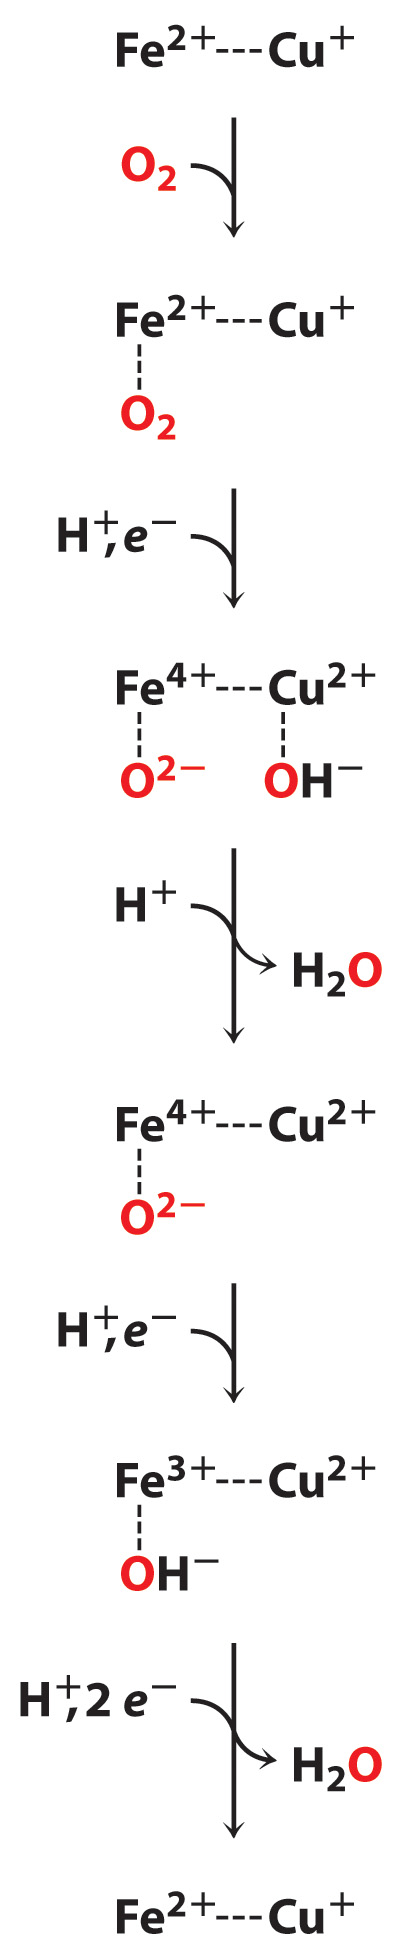 Fe²⁺---Cu⁺
O₂
Fe²⁺---Cu⁺
O₂
H⁺, e⁻
Fe⁴⁺---Cu²⁺
O²⁻ OH⁻
H⁺
H₂O
Fe⁴⁺---Cu²⁺
O²⁻
H⁺, e⁻
Fe³⁺---Cu²⁺
OH⁻
H⁺, 2 e⁻
H₂O
Fe²⁺---Cu⁺